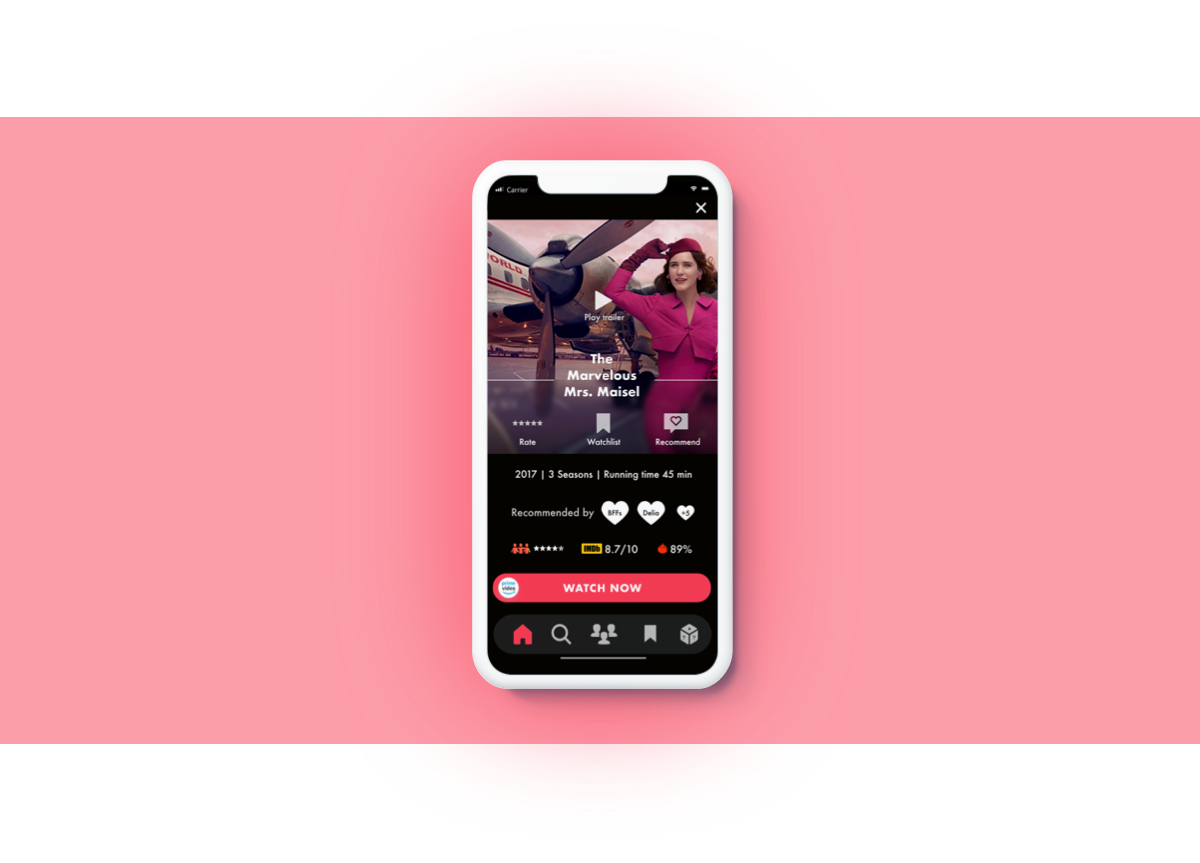 Carrier
WORLD
Play trailer
The
Marvelous
Mrs. Maisel
Rate
Watchlist
Recommend
2017 | 3 Seasons | Running time 45 min
Recommended by BFFs Delia +5
IMDb 8.7/10 89%
prime
video
WATCH NOW